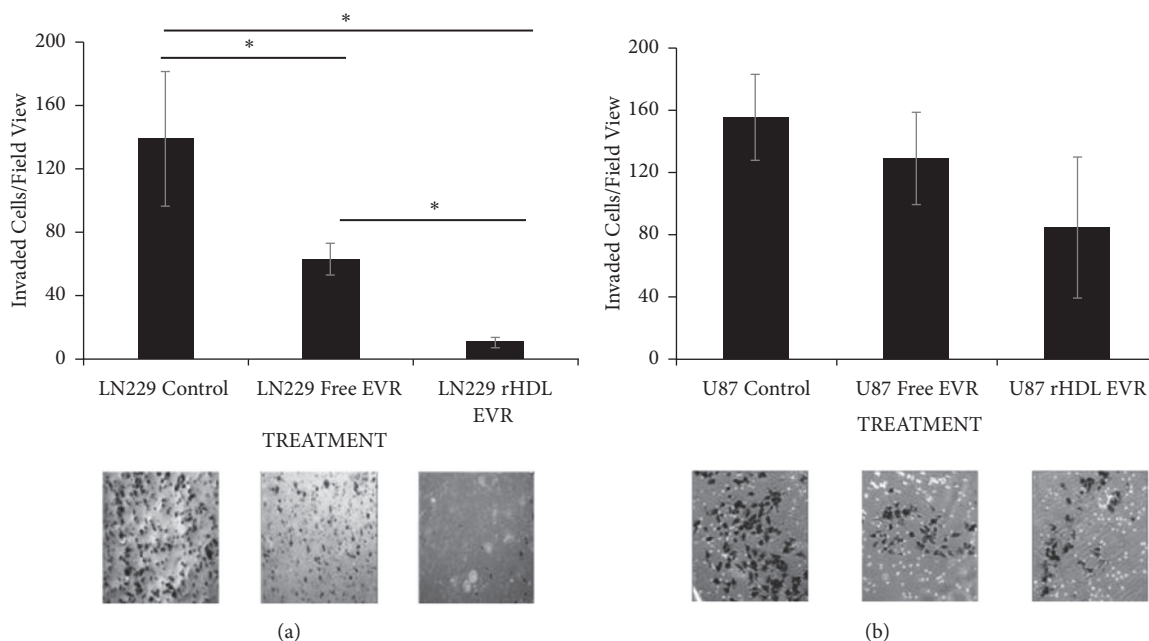 *
*
200
160
120
80
40
0
Invaded Cells/Field View
*
LN229 Control
LN229 Free EVR
LN229 rHDL
EVR
TREATMENT
(a)
200
160
120
80
40
0
Invaded Cells/Field View
U87 Control
U87 Free EVR
U87 rHDL EVR
TREATMENT
(b)